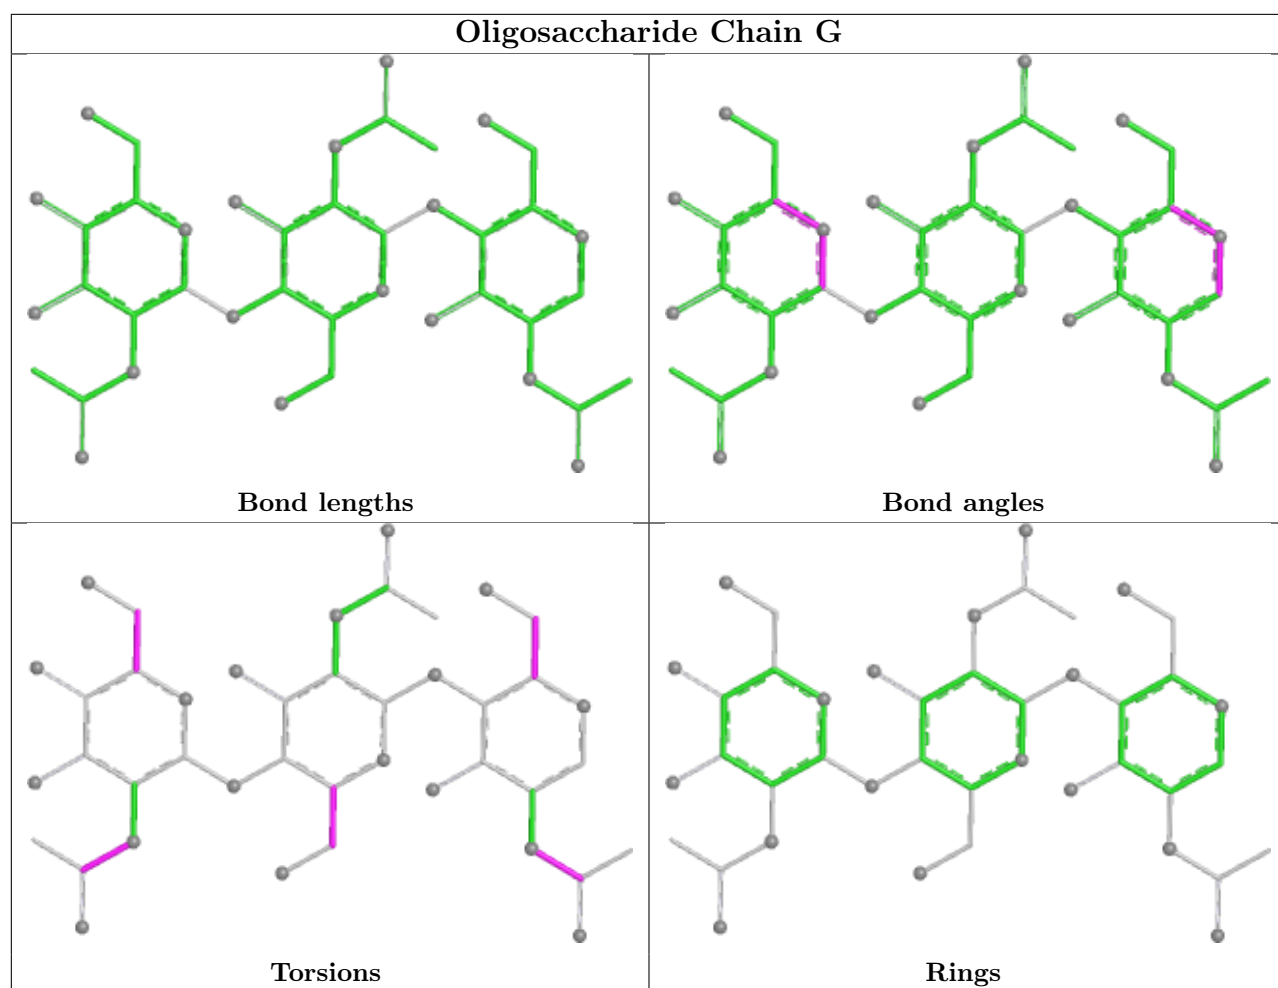 Oligosaccharide Chain G
Bond lengths
Bond angles
Torsions
Rings